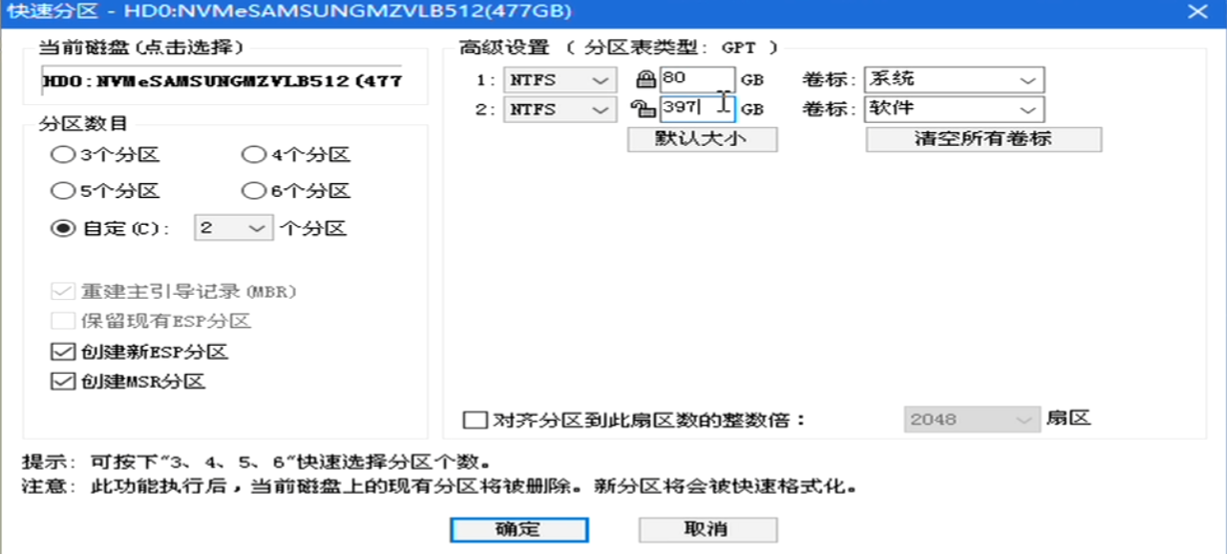 快速分区 - HD0:NVMeSAMSUNGMZVLB512(477GB)
当前磁盘(点击选择)
HD0:NVMeSAMSUNGMZVLB512(477
分区数目
3个分区 4个分区
5个分区 6个分区
自定(C): 2 个分区
重建主引导记录(MBR)
保留现有ESP分区
创建新ESP分区
创建MSR分区
高级设置 ( 分区表类型: GPT )
1: NTFS 80 GB 卷标: 系统
2: NTFS 397 GB 卷标: 软件
默认大小 清空所有卷标
对齐分区到此扇区数的整数倍： 2048 扇区
提示: 可按下"3、4、5、6"快速选择分区个数。
注意: 此功能执行后，当前磁盘上的现有分区将被删除。新分区将会被快速格式化。
确定 取消